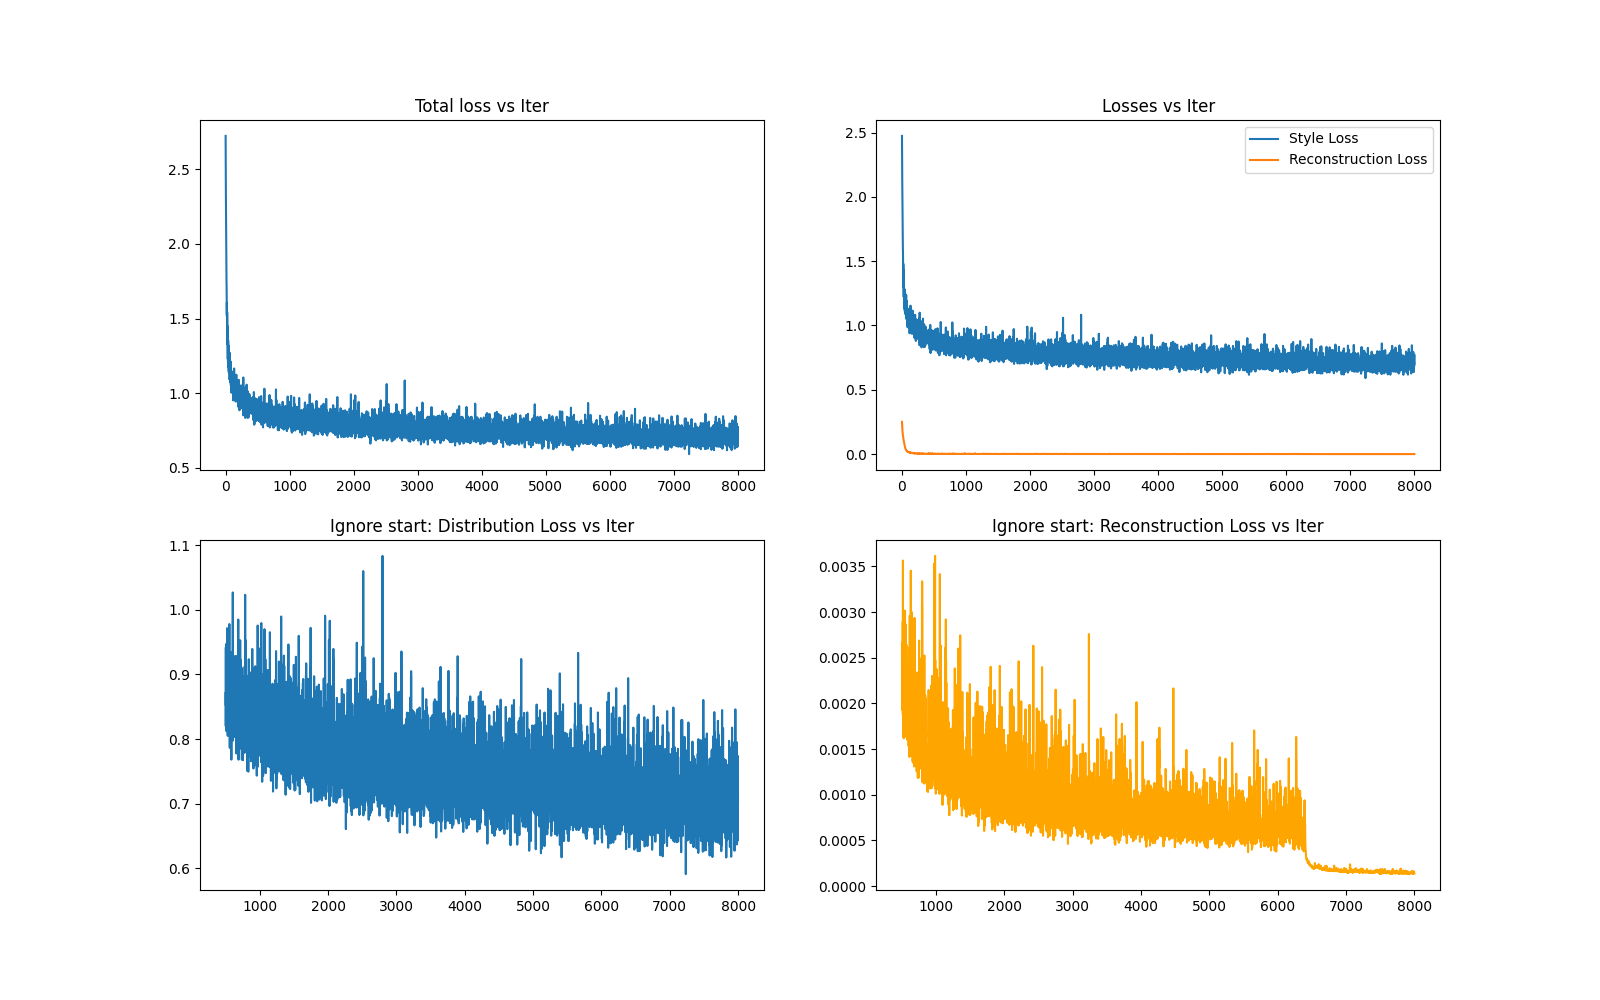 Total loss vs Iter
2.5
2.0
1.5
1.0
0.5
0 1000 2000 3000 4000 5000 6000 7000 8000
Losses vs Iter
Style Loss
Reconstruction Loss
2.5
2.0
1.5
1.0
0.5
0.0
0 1000 2000 3000 4000 5000 6000 7000 8000
Ignore start: Distribution Loss vs Iter
1.1
1.0
0.9
0.8
0.7
0.6
1000 2000 3000 4000 5000 6000 7000 8000
Ignore start: Reconstruction Loss vs Iter
0.0035
0.0030
0.0025
0.0020
0.0015
0.0010
0.0005
0.0000
1000 2000 3000 4000 5000 6000 7000 8000